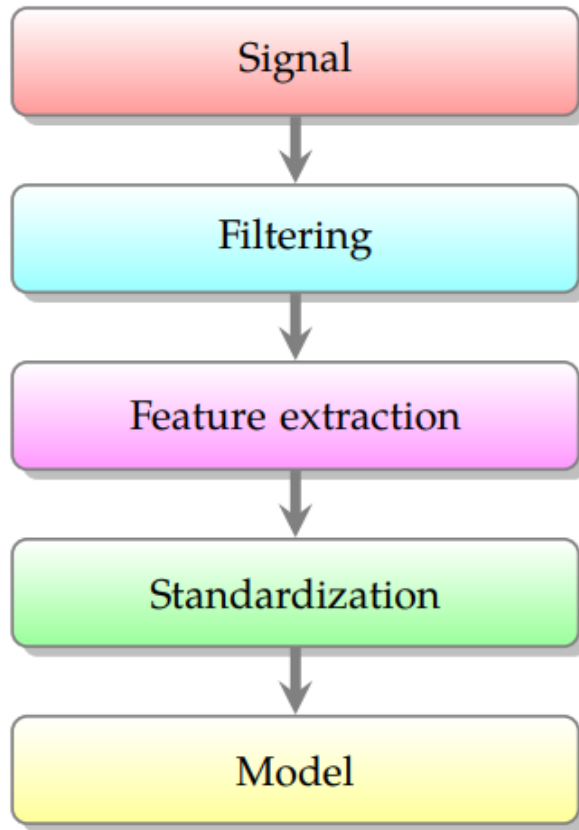 Signal
Filtering
Feature extraction
Standardization
Model